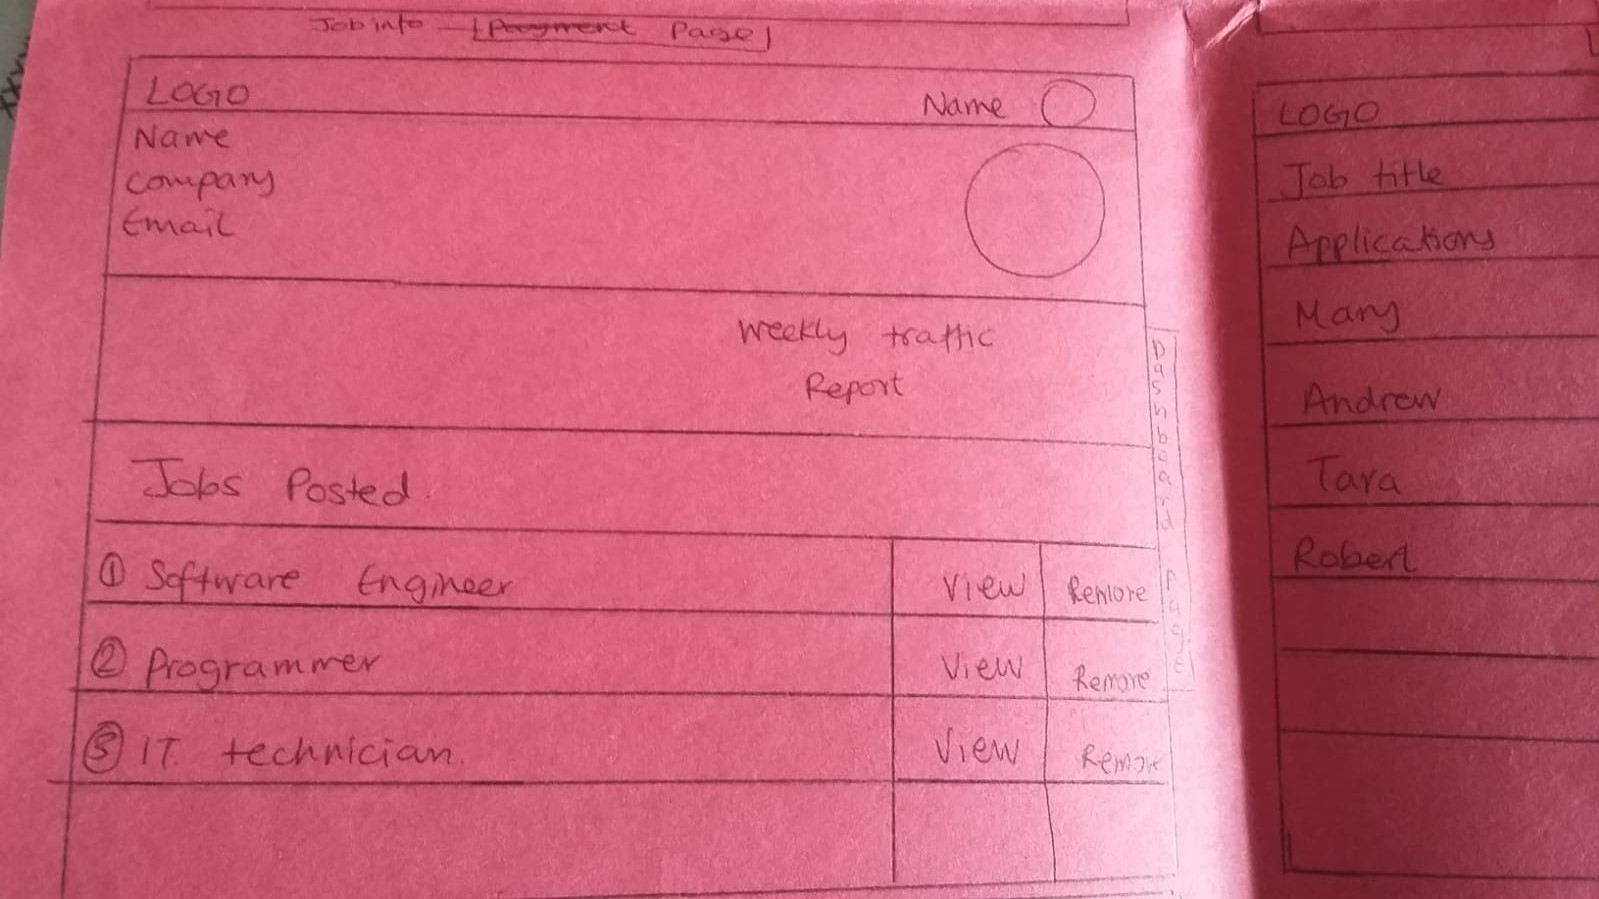 Job info [Payment Page]
LOGO Name
Name
Company
Email
Weekly traffic
Report
Dashboard Page
Jobs Posted.
① Software Engineer View Remove
② Programmer View Remove
③ IT technician. View Remove
LOGO
Job title
Applications
Mary
Andrew
Tara
Robert